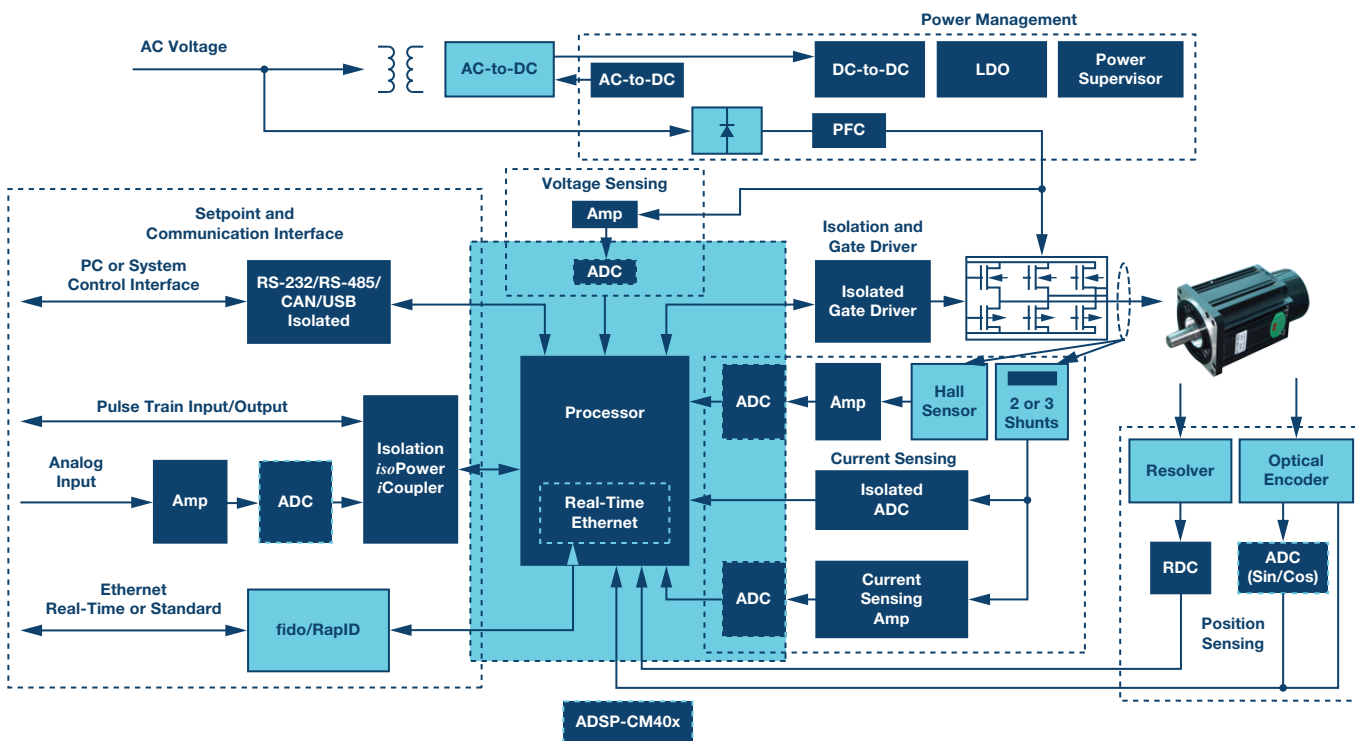 Power Management
AC Voltage
AC-to-DC
AC-to-DC
DC-to-DC
LDO
Power
Supervisor
PFC
Voltage Sensing
Amp
ADC
Setpoint and
Communication Interface
PC or System
Control Interface
RS-232/RS-485/
CAN/USB
Isolated
Isolation and
Gate Driver
Isolated
Gate Driver
Pulse Train Input/Output
Analog
Input
Amp
ADC
Isolation
isoPower
iCoupler
Processor
Real-Time
Ethernet
ADC
Amp
Hall
Sensor
2 or 3
Shunts
Current Sensing
Isolated
ADC
ADC
Current
Sensing
Amp
Resolver
Optical
Encoder
RDC
ADC
(Sin/Cos)
Position
Sensing
Ethernet
Real-Time or Standard
fido/RapID
ADSP-CM40x